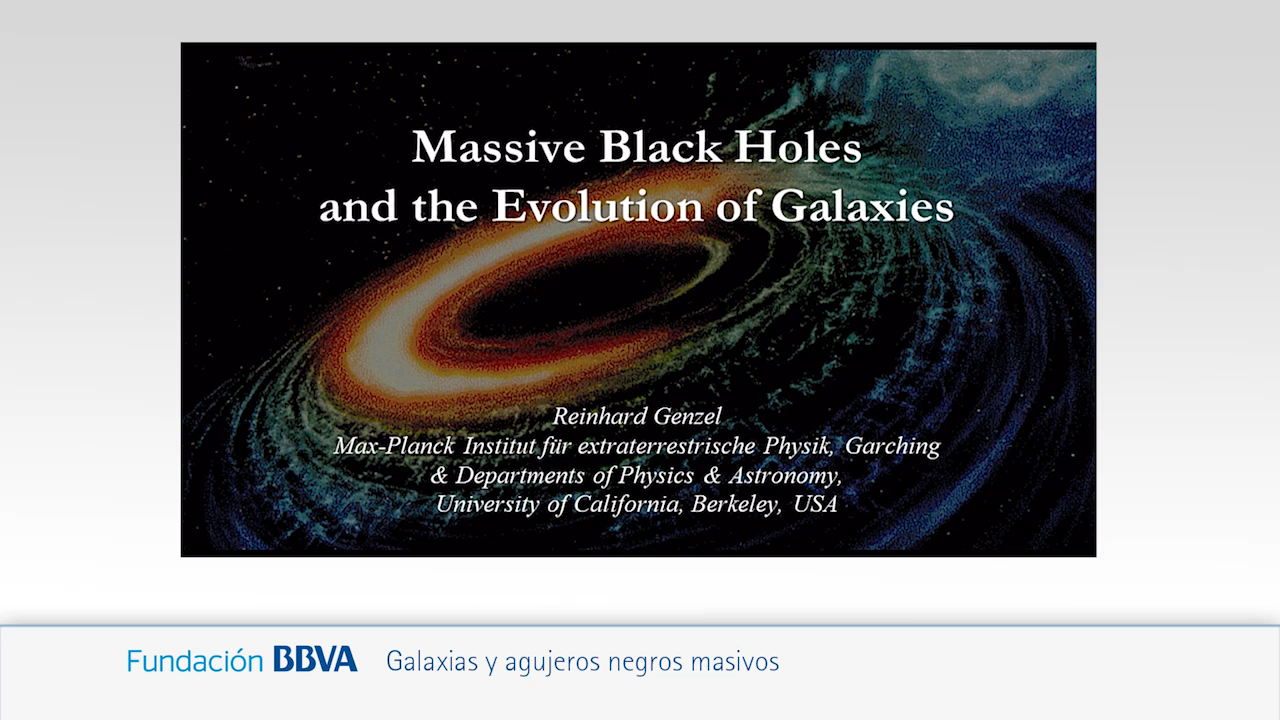 Massive Black Holes
and the Evolution of Galaxies
Reinhard Genzel
Max-Planck Institut für extraterrestrische Physik, Garching
& Departments of Physics & Astronomy,
University of California, Berkeley, USA
Fundación BBVA Galaxias y agujeros negros masivos